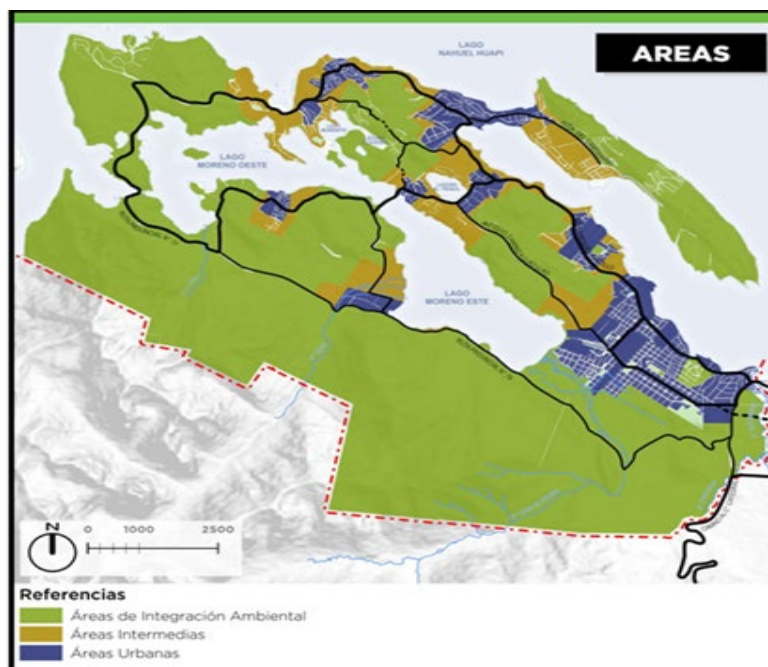 AREAS
LAGO
NAHUEL HUAPI
LAGO
MORENO OESTE
LAGO
MORENO ESTE
N
0 1000 2500
Referencias
Áreas de Integración Ambiental
Áreas Intermedias
Áreas Urbanas